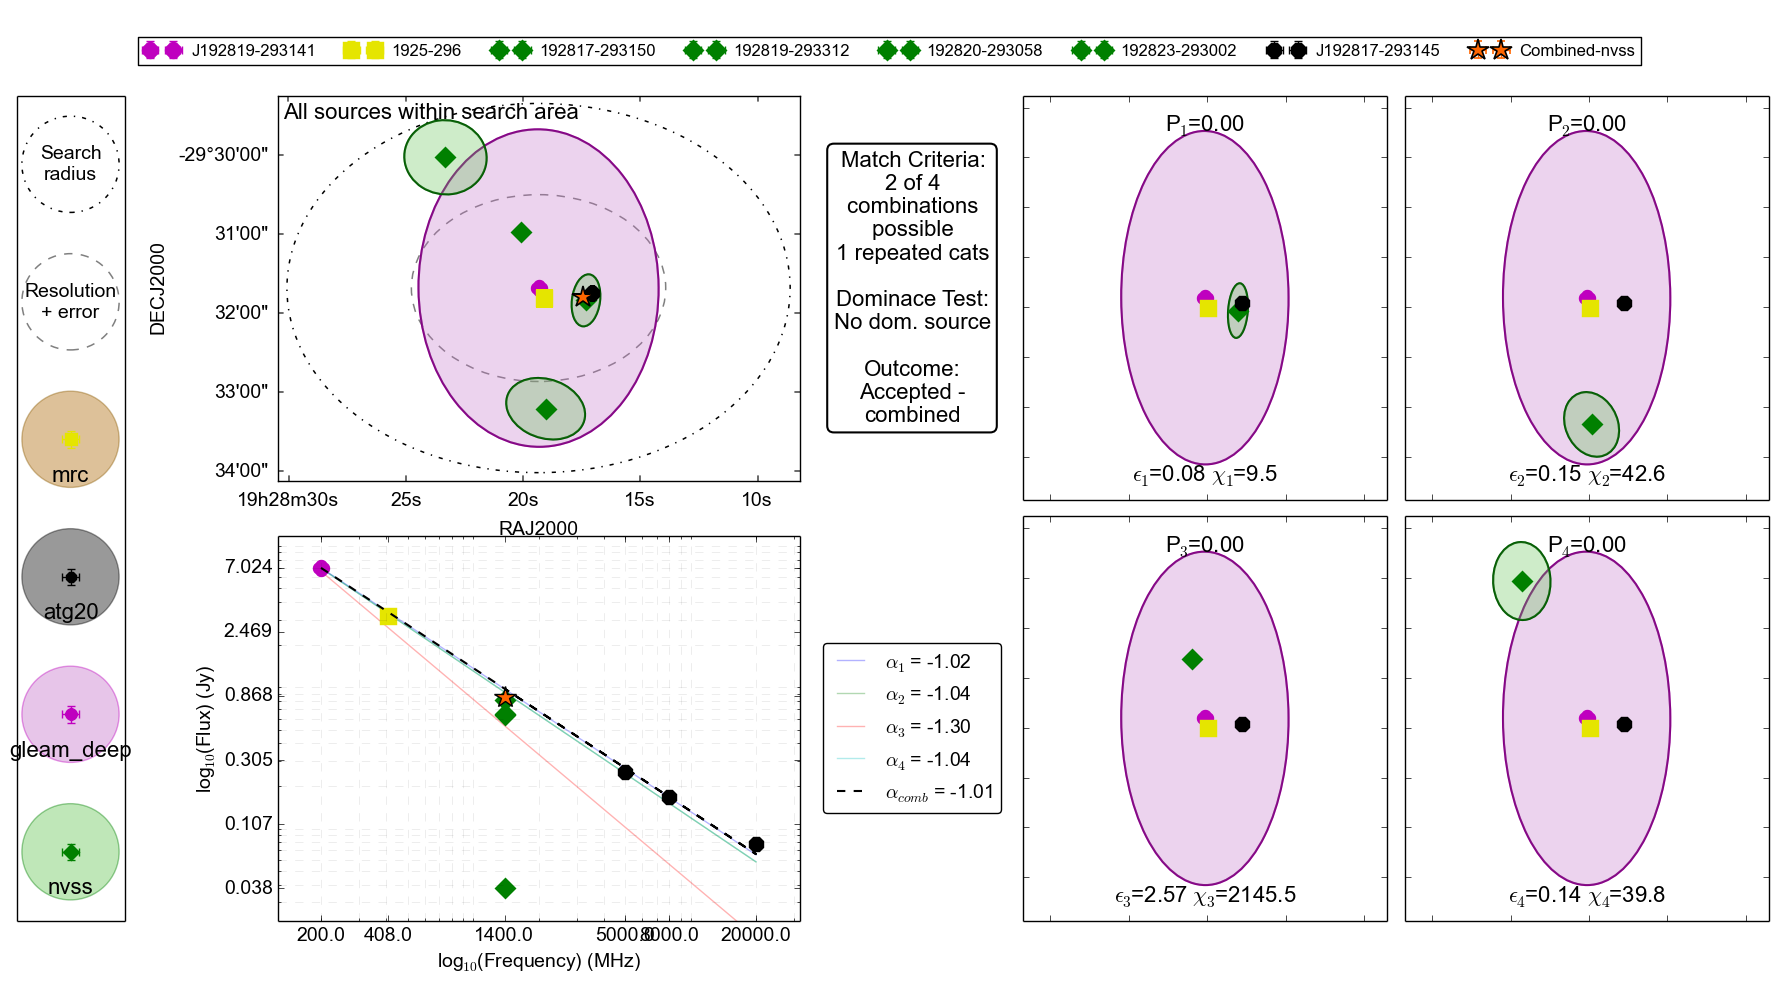 J192819-293141 1925-296 192817-293150 192819-293312 192820-293058 192823-293002 J192817-293145 Combined-nvss
Search
radius
Resolution
+ error
mrc
atg20
gleam_deep
nvss
All sources within search area
DECJ2000
-29°30'00"
31'00"
32'00"
33'00"
34'00"
19h28m30s 25s 20s 15s 10s
RAJ2000
Match Criteria:
2 of 4
combinations
possible
1 repeated cats
Dominace Test:
No dom. source
Outcome:
Accepted -
combined
P1=0.00
ϵ1=0.08 χ1=9.5
P2=0.00
ϵ2=0.15 χ2=42.6
P3=0.00
ϵ3=2.57 χ3=2145.5
P4=0.00
ϵ4=0.14 χ4=39.8
log10(Flux) (Jy)
7.024
2.469
0.868
0.305
0.107
0.038
200.0 408.0 1400.0 5000.0 8000.0 20000.0
log10(Frequency) (MHz)
α1 = -1.02
α2 = -1.04
α3 = -1.30
α4 = -1.04
αcomb = -1.01